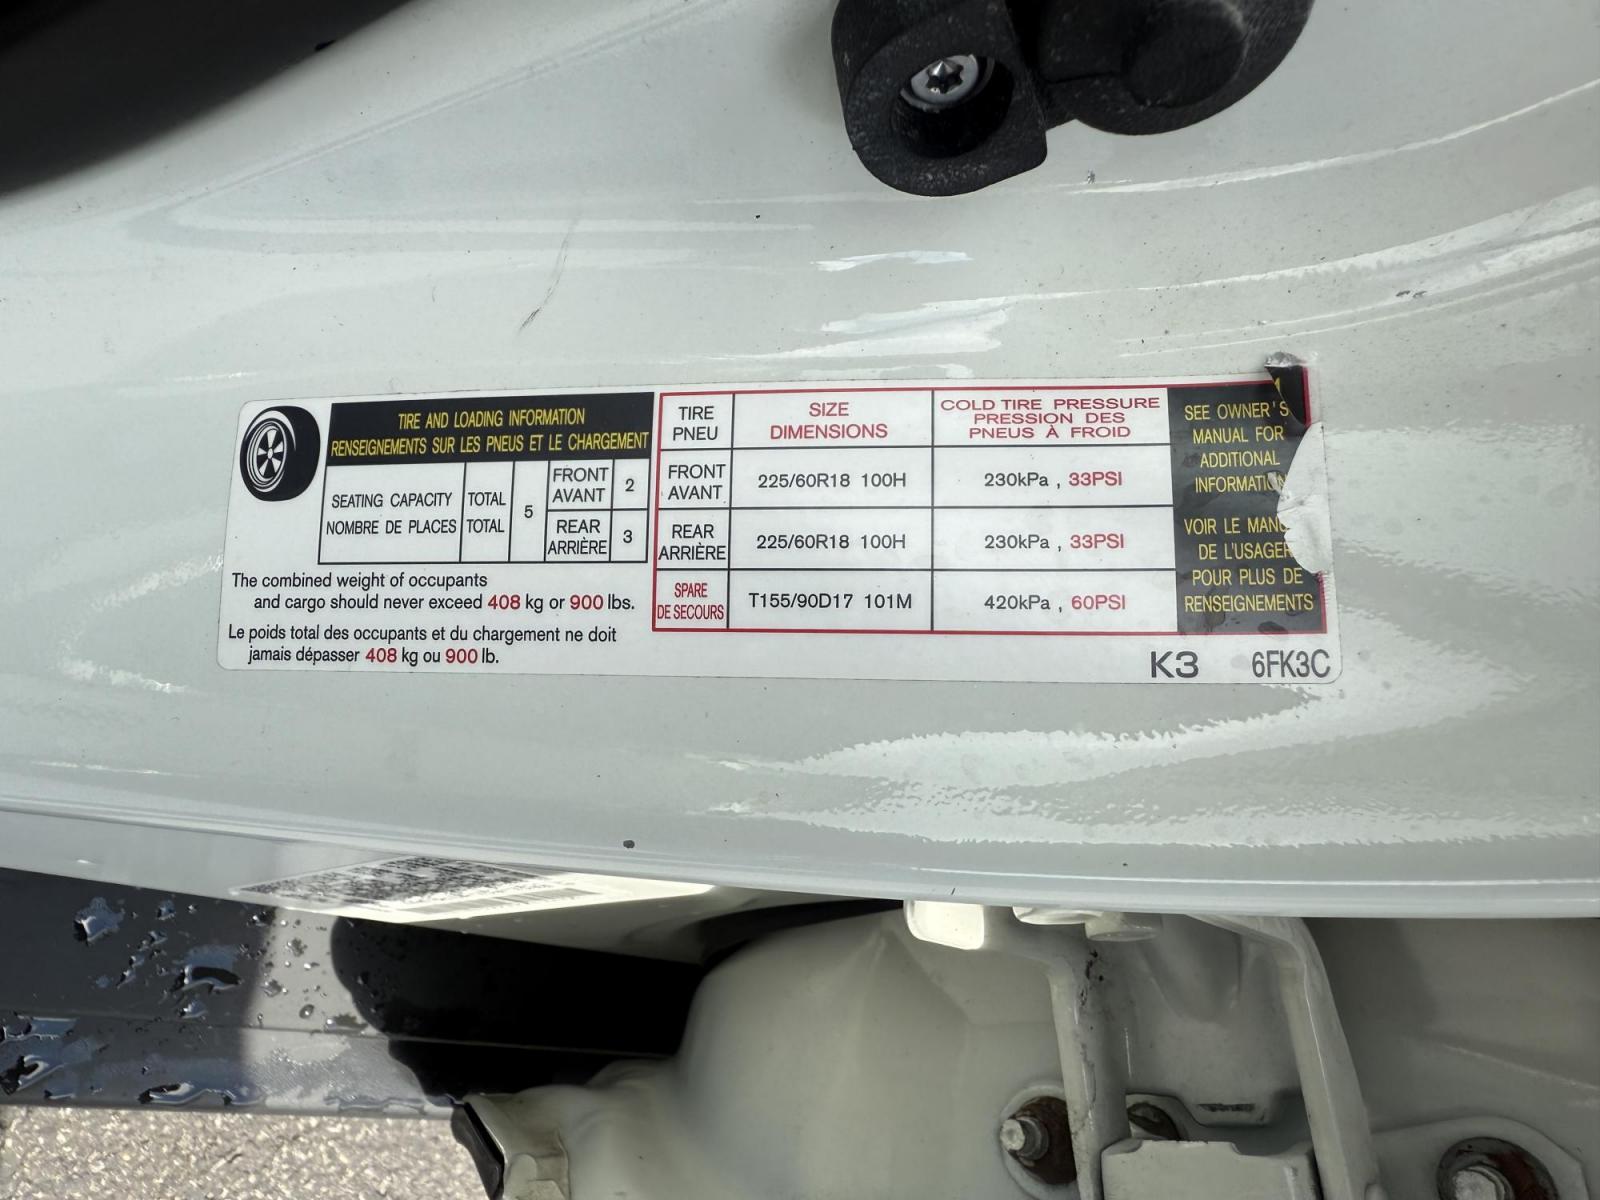 TIRE AND LOADING INFORMATION
RENSEIGNEMENTS SUR LES PNEUS ET LE CHARGEMENT
SEATING CAPACITY
NOMBRE DE PLACES
TOTAL
TOTAL
5
FRONT
AVANT
2
REAR
ARRIÈRE
3
The combined weight of occupants
and cargo should never exceed 408 kg or 900 lbs.
Le poids total des occupants et du chargement ne doit
jamais dépasser 408 kg ou 900 lb.
TIRE
PNEU
SIZE
DIMENSIONS
COLD TIRE PRESSURE
PRESSION DES
PNEUS À FROID
FRONT
AVANT
225/60R18 100H
230kPa , 33PSI
REAR
ARRIÈRE
225/60R18 100H
230kPa , 33PSI
SPARE
DE SECOURS
T155/90D17 101M
420kPa , 60PSI
SEE OWNER'S
MANUAL FOR
ADDITIONAL
INFORMATION
VOIR LE MANU
DE L'USAGER
POUR PLUS DE
RENSEIGNEMENTS
K3 6FK3C